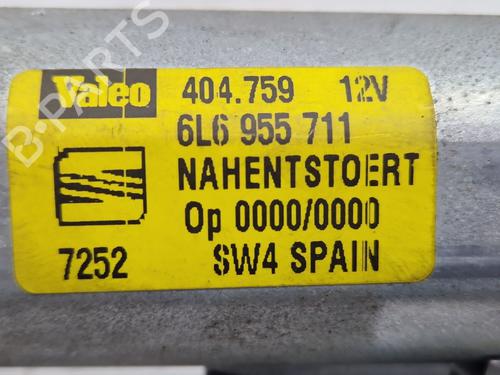 Valeo 404.759 12V
6L6 955 711
NAHENTSTOERT
Op 0000/0000
7252 SW4 SPAIN
B-PARTS